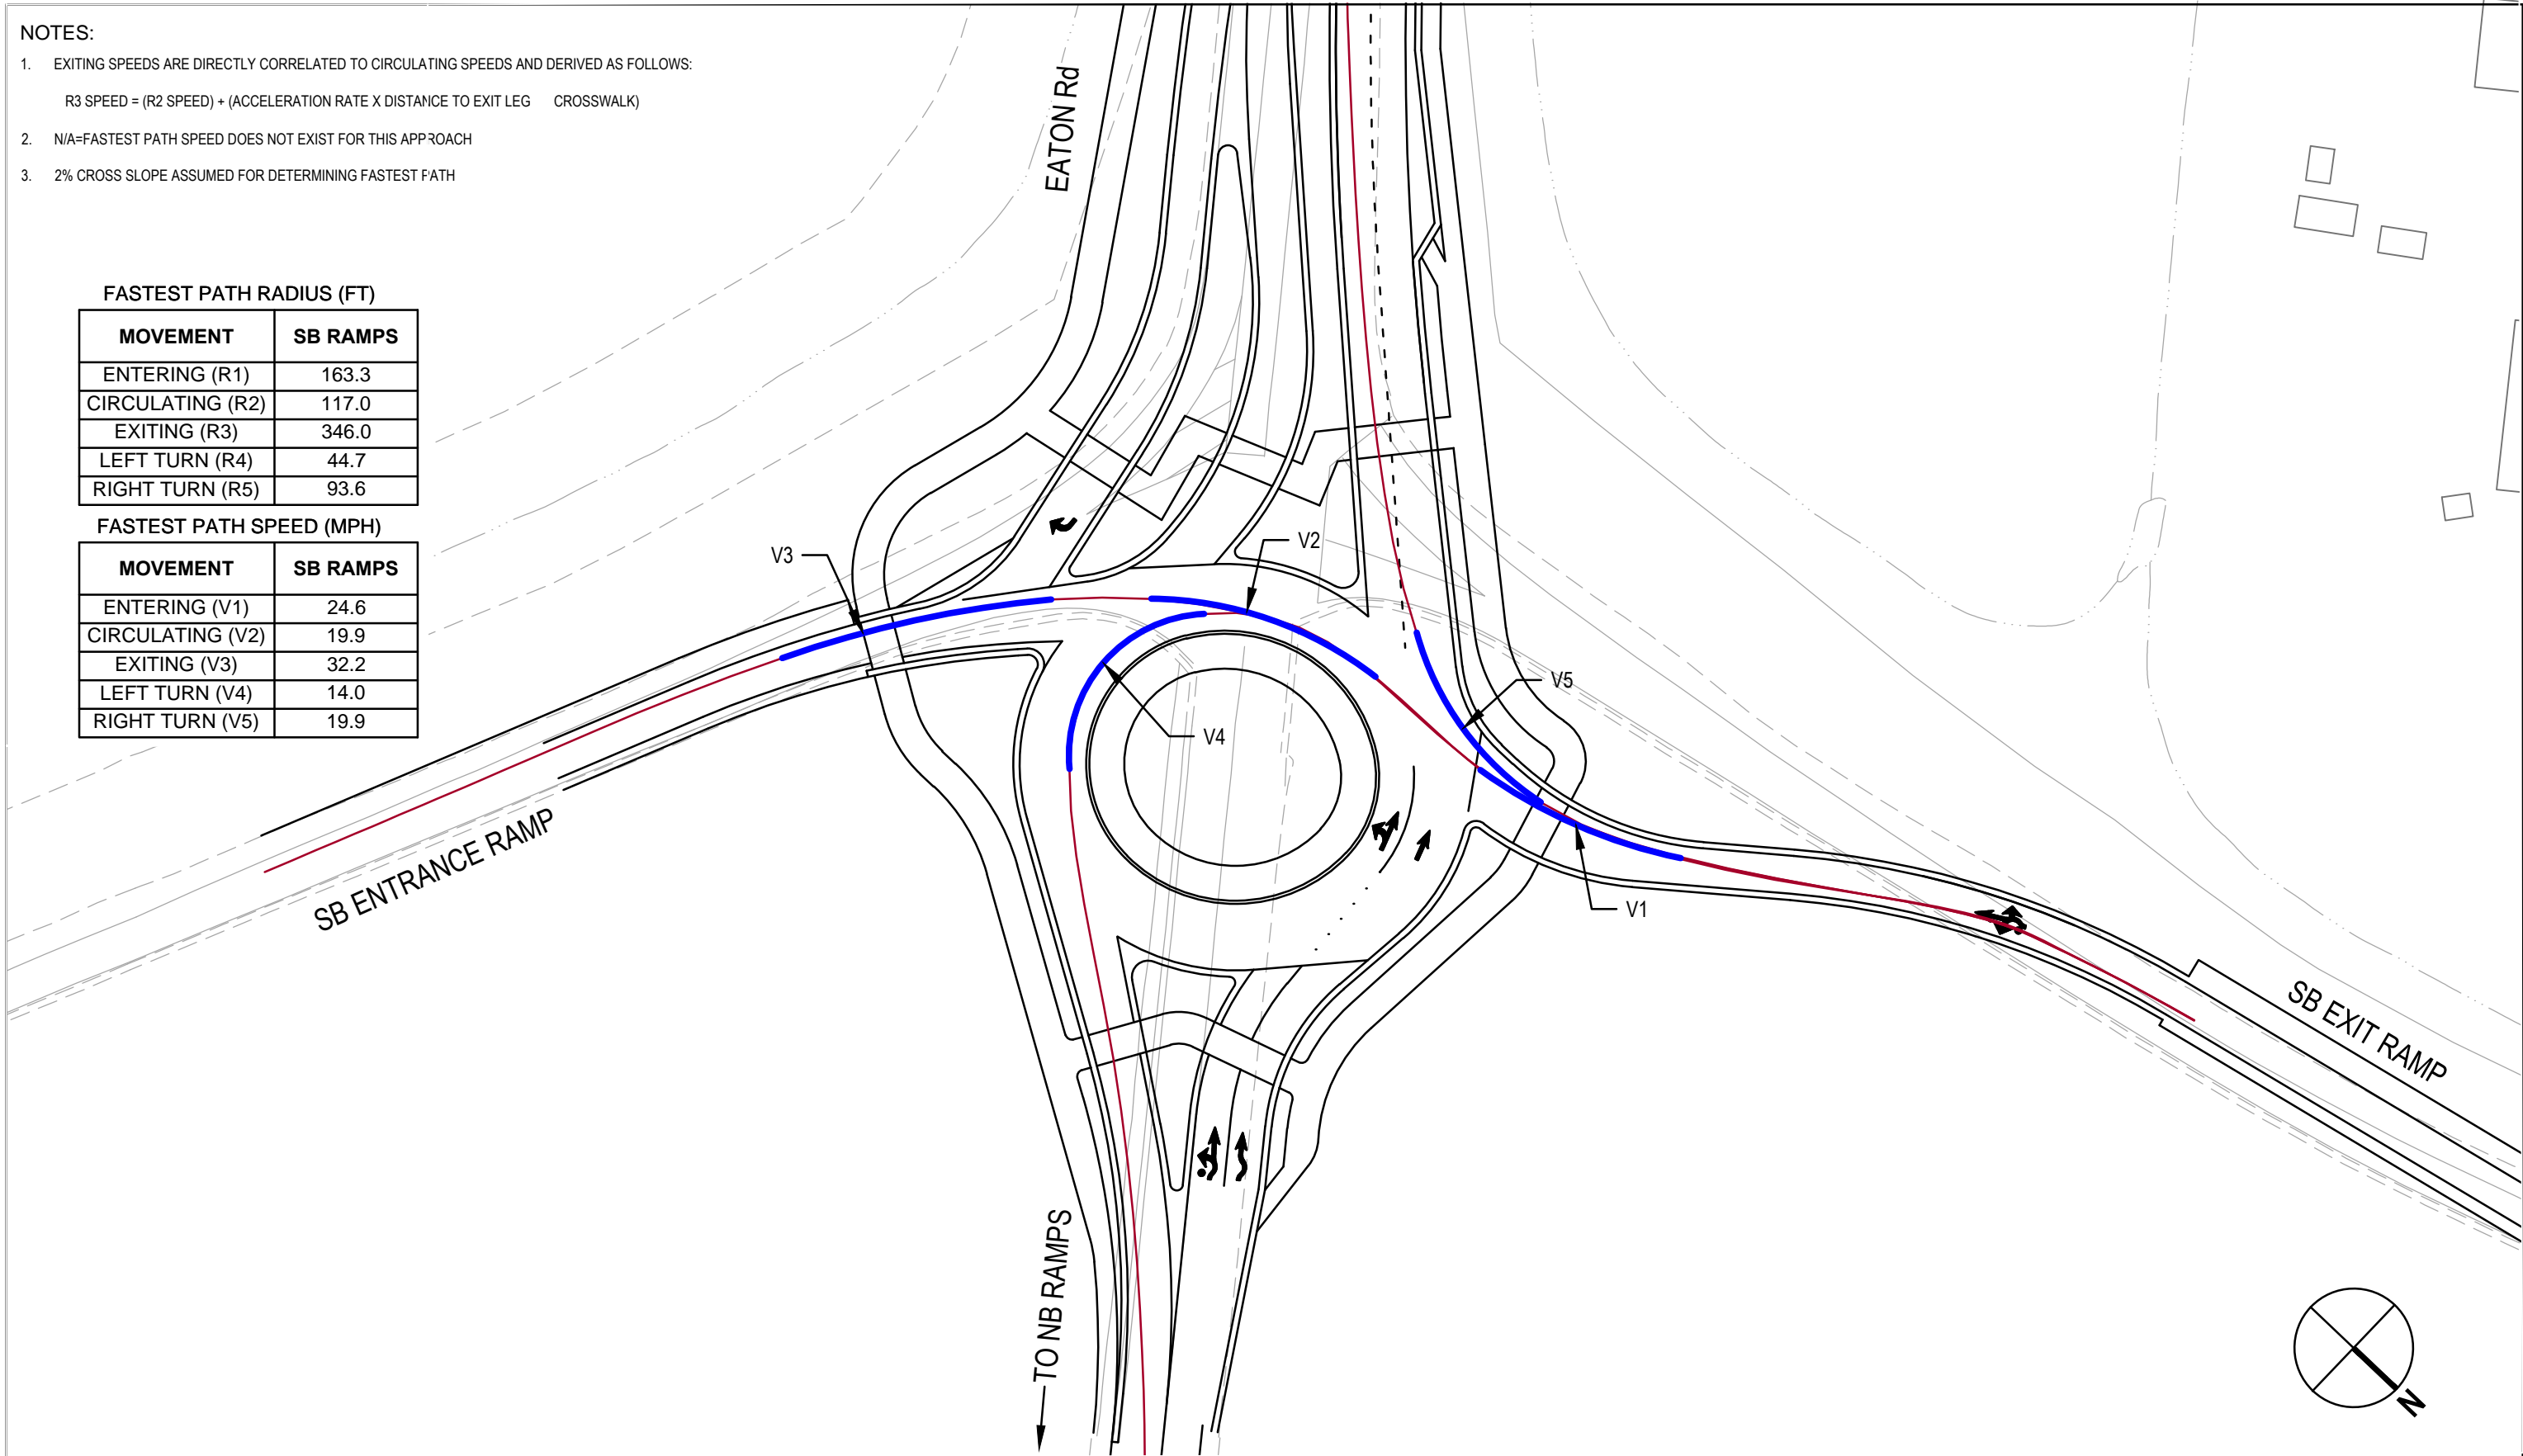 NOTES:
1. EXITING SPEEDS ARE DIRECTLY CORRELATED TO CIRCULATING SPEEDS AND DERIVED AS FOLLOWS:
R3 SPEED = (R2 SPEED) + (ACCELERATION RATE X DISTANCE TO EXIT LEG CROSSWALK)
2. N/A=FASTEST PATH SPEED DOES NOT EXIST FOR THIS APPROACH
3. 2% CROSS SLOPE ASSUMED FOR DETERMINING FASTEST PATH
FASTEST PATH RADIUS (FT)
MOVEMENT SB RAMPS
ENTERING (R1) 163.3
CIRCULATING (R2) 117.0
EXITING (R3) 346.0
LEFT TURN (R4) 44.7
RIGHT TURN (R5) 93.6
FASTEST PATH SPEED (MPH)
MOVEMENT SB RAMPS
ENTERING (V1) 24.6
CIRCULATING (V2) 19.9
EXITING (V3) 32.2
LEFT TURN (V4) 14.0
RIGHT TURN (V5) 19.9
EATON Rd
V3
V2
V5
V4
V1
SB ENTRANCE RAMP
SB EXIT RAMP
TO NB RAMPS
N